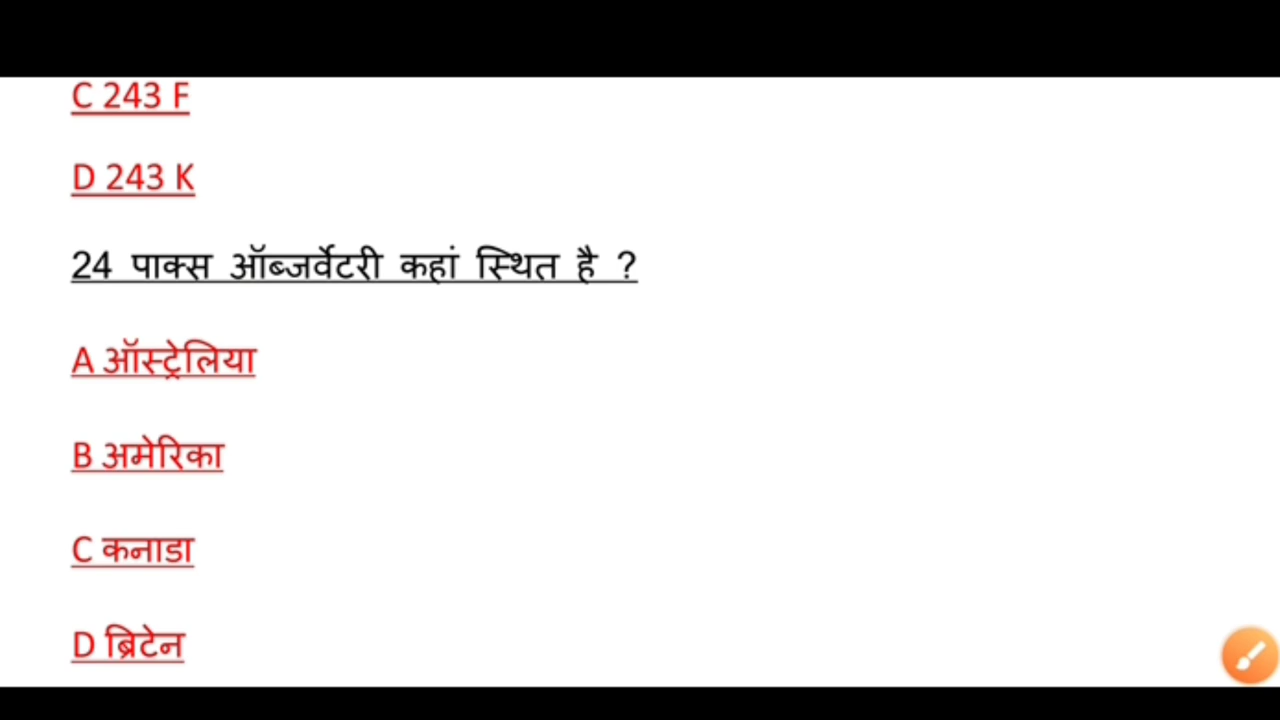 C 243 F
D 243 K
24 पाक्स ऑब्जर्वेटरी कहां स्थित है ?
A ऑस्ट्रेलिया
B अमेरिका
C कनाडा
D ब्रिटेन